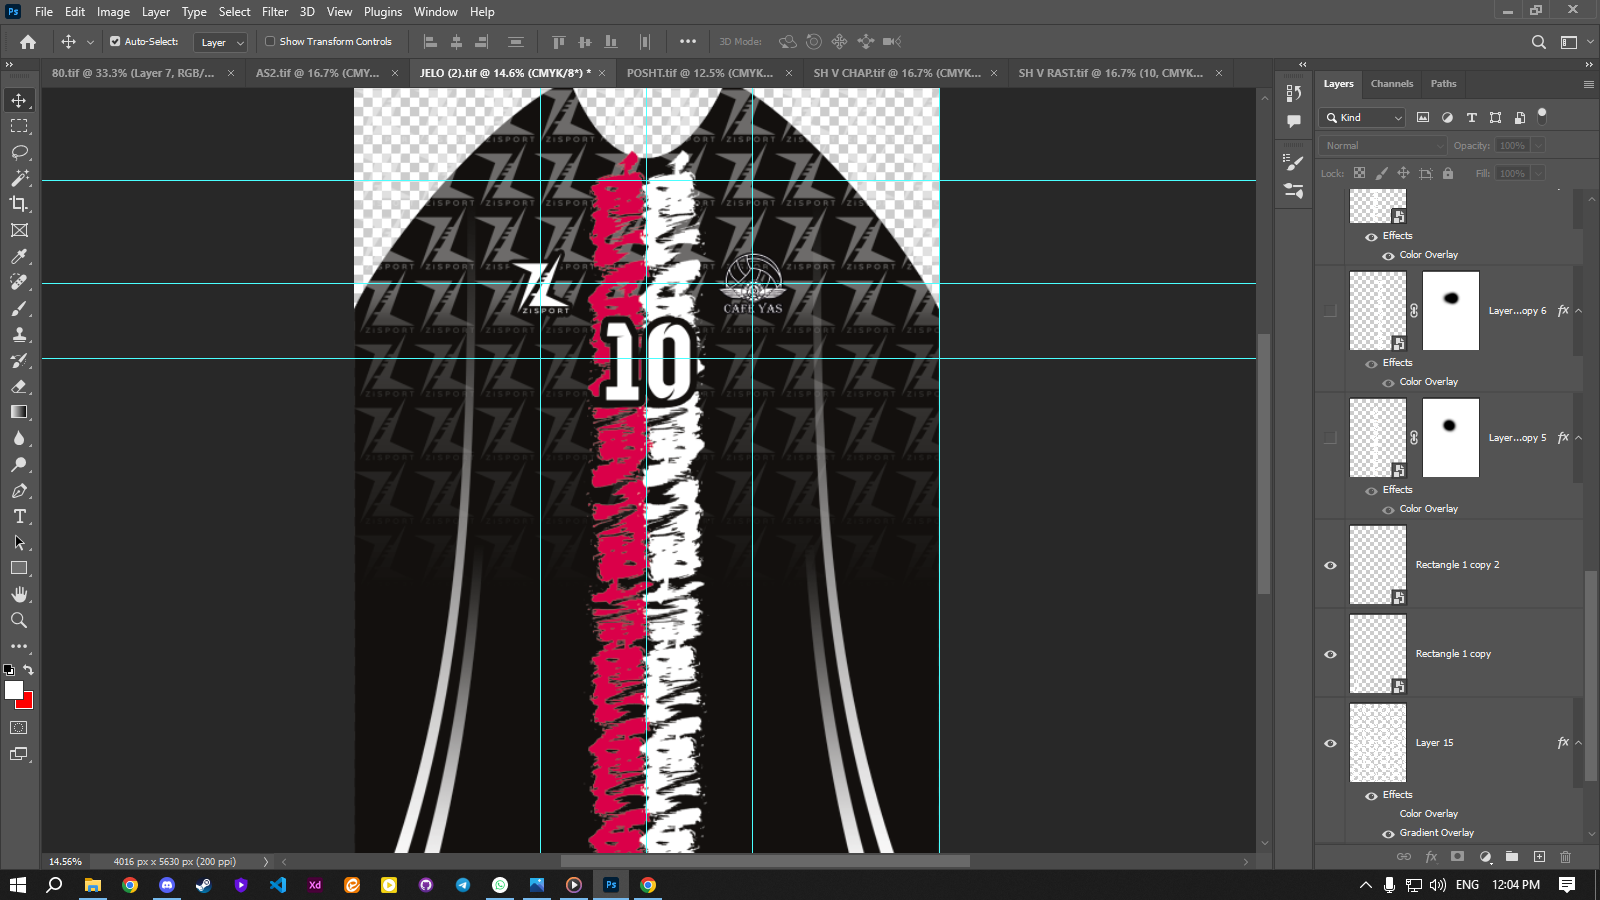 Ps File Edit Image Layer Type Select Filter 3D View Plugins Window Help
Auto-Select: Layer Show Transform Controls 3D Mode:
80.tif @ 33.3% (Layer 7, RGB/... AS2.tif @ 16.7% (CMY... JELO (2).tif @ 14.6% (CMYK/8*) * POSHT.tif @ 12.5% (CMYK... SH V CHAP.tif @ 16.7% (CMYK... SH V RAST.tif @ 16.7% (10, CMYK...
Layers Channels Paths
Kind
Normal Opacity: 100%
Lock: Fill: 100%
Effects
Color Overlay
Layer...opy 6 fx
Effects
Color Overlay
Layer...opy 5 fx
Effects
Color Overlay
Rectangle 1 copy 2
Rectangle 1 copy
Layer 15 fx
Effects
Color Overlay
Gradient Overlay
ZISPORT
CAFE YAS
10
14.56% 4016 px x 5630 px (200 ppi)
Xd Ps ENG 12:04 PM